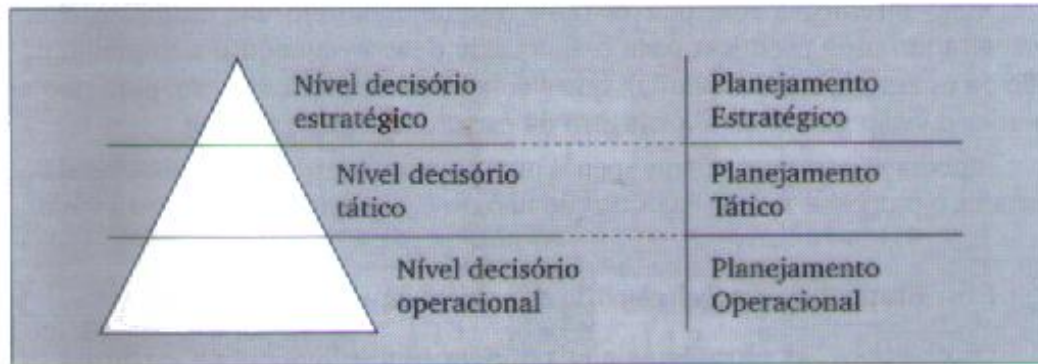 Nível decisório
estratégico
Planejamento
Estratégico
Nível decisório
tático
Planejamento
Tático
Nível decisório
operacional
Planejamento
Operacional